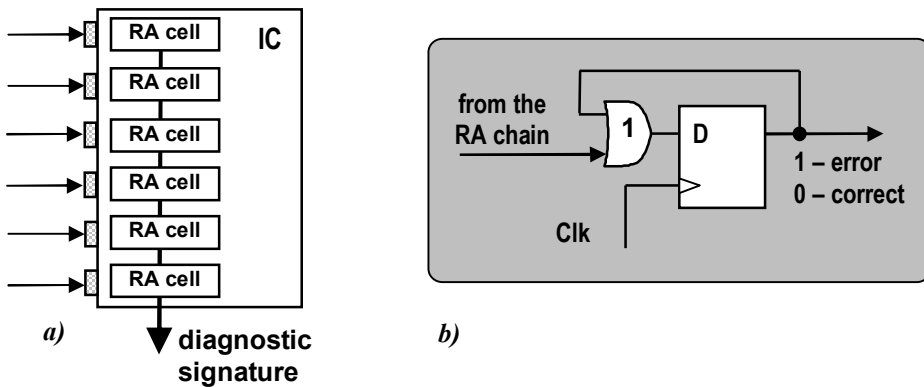 RA cell
IC
RA cell
RA cell
RA cell
RA cell
RA cell
a)
diagnostic
signature
from the
RA chain
1
D
1 – error
0 – correct
Clk
b)